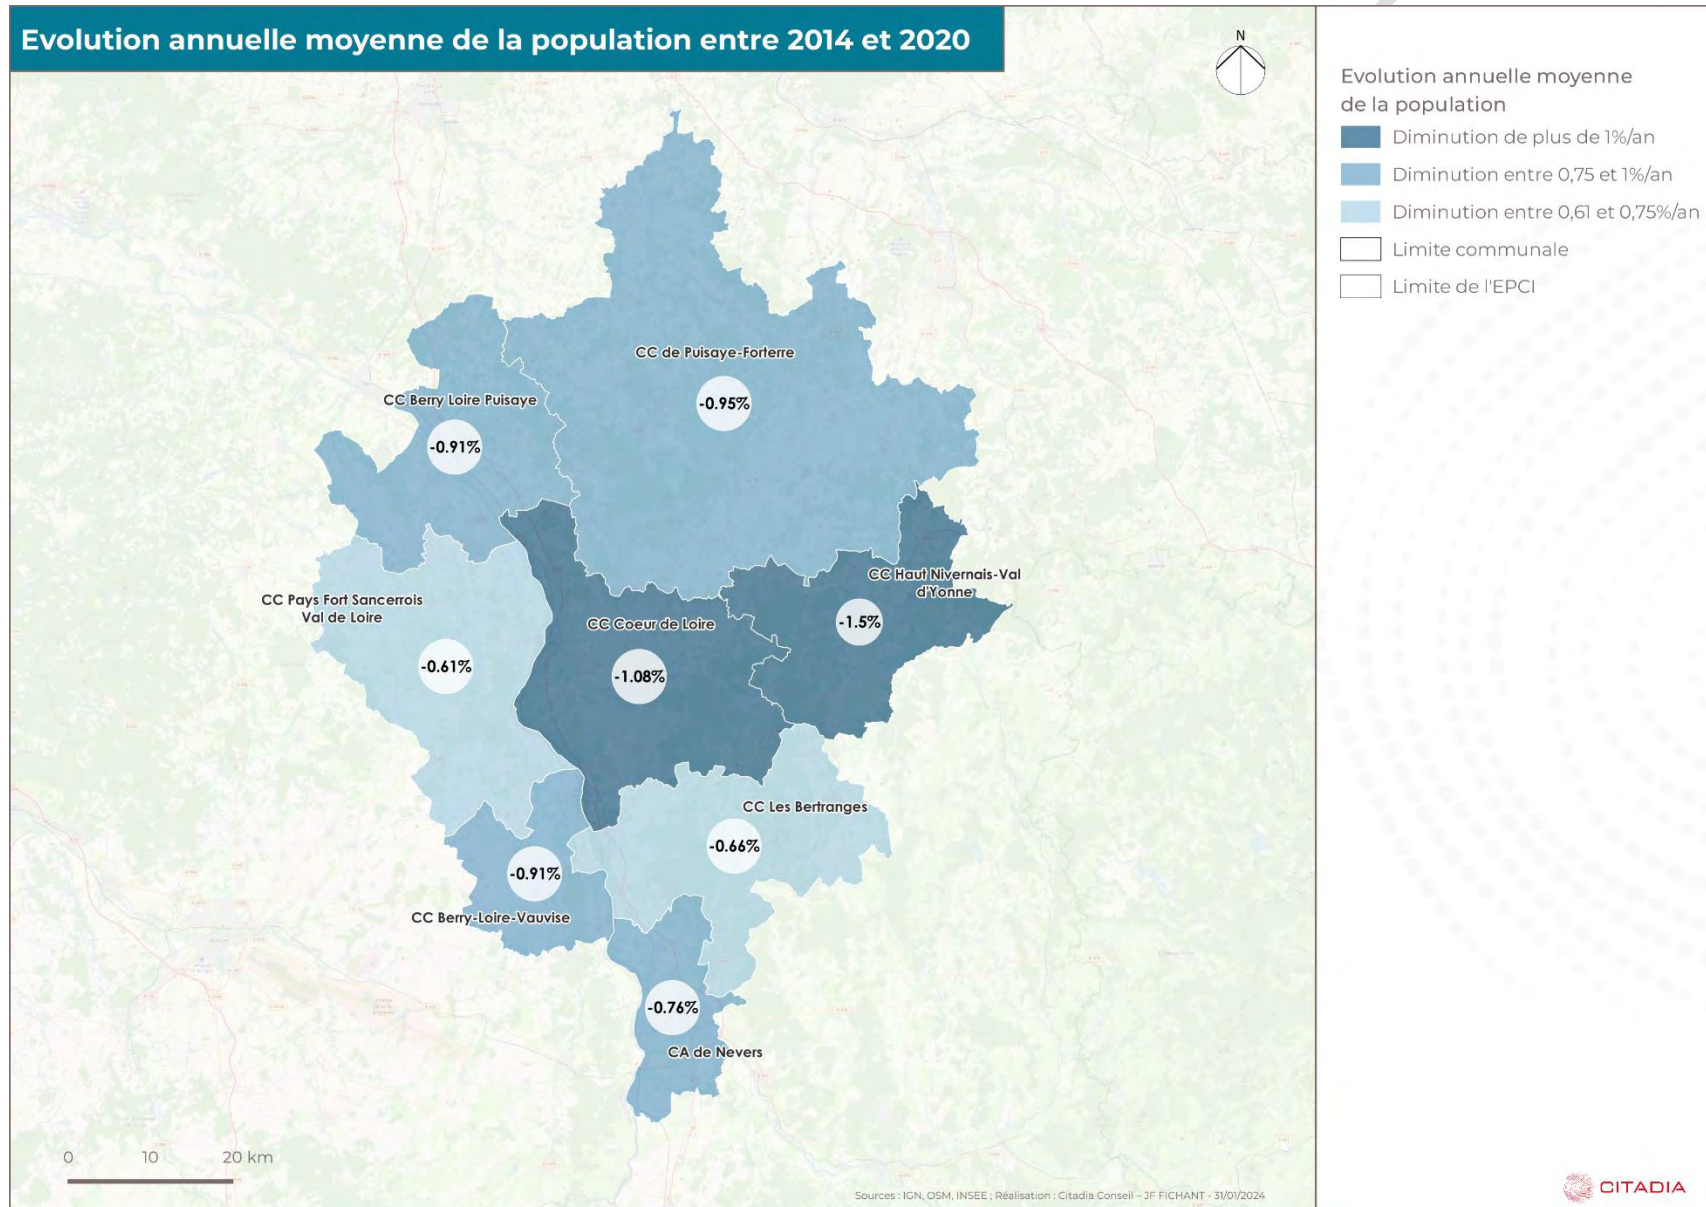 Evolution annuelle moyenne de la population entre 2014 et 2020
N
Evolution annuelle moyenne
de la population
Diminution de plus de 1%/an
Diminution entre 0,75 et 1%/an
Diminution entre 0,61 et 0,75%/an
Limite communale
Limite de l'EPCI
CC de Puisaye-Forterre
-0.95%
CC Berry Loire Puisaye
-0.91%
CC Haut Nivernais-Val
d'Yonne
-1.5%
CC Pays Fort Sancerrois
Val de Loire
-0.61%
CC Coeur de Loire
-1.08%
CC Les Bertranges
-0.66%
-0.91%
CC Berry-Loire-Vauvise
-0.76%
CA de Nevers
0 10 20 km
Sources : IGN, OSM, INSEE ; Réalisation : Citadia Conseil - JF FICHANT - 31/01/2024
CITADIA